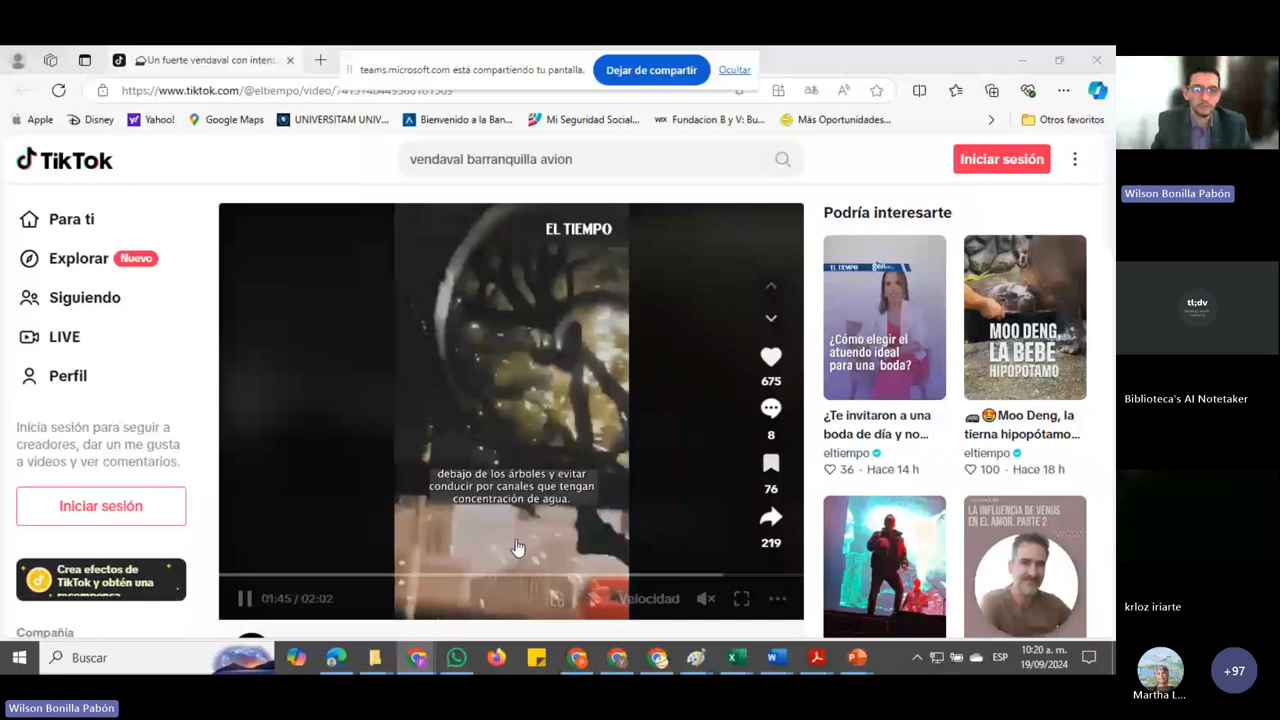 Un fuerte vendaval con intens
teams.microsoft.com está compartiendo tu pantalla.
Dejar de compartir
Ocultar
https://www.tiktok.com/@eltiempo/video/
Apple
Disney
Yahoo!
Google Maps
UNIVERSITAM UNIV...
Bienvenido a la Ban...
Mi Seguridad Social...
WIX
Fundacion B y V: Bu...
Más Oportunidades...
Otros favoritos
TikTok
vendaval barranquilla avion
Iniciar sesión
Para ti
Explorar
Nuevo
Siguiendo
LIVE
Perfil
Inicia sesión para seguir a
creadores, dar un me gusta
a videos y ver comentarios.
Iniciar sesión
Crea efectos de
TikTok y obtén una
recompensa
Compañía
EL TIEMPO
debajo de los árboles y evitar
conducir por canales que tengan
concentración de agua.
675
8
76
219
01:45 / 02:02
Velocidad
Podría interesarte
EL TIEMPO
¿Cómo elegir el
atuendo ideal
para una boda?
MOO DENG,
LA BEBÉ
HIPOPÓTAMO
¿Te invitaron a una
boda de día y no...
eltiempo
36 · Hace 14 h
Moo Deng, la
tierna hipopótamo...
eltiempo
100 · Hace 18 h
LA INFLUENCIA DE VENUS
EN EL AMOR. PARTE 2
Buscar
ESP
10:20 a. m.
19/09/2024
Wilson Bonilla Pabón
Wilson Bonilla Pabón
tl;dv
Biblioteca's AI Notetaker
krloz iriarte
Martha L...
+97